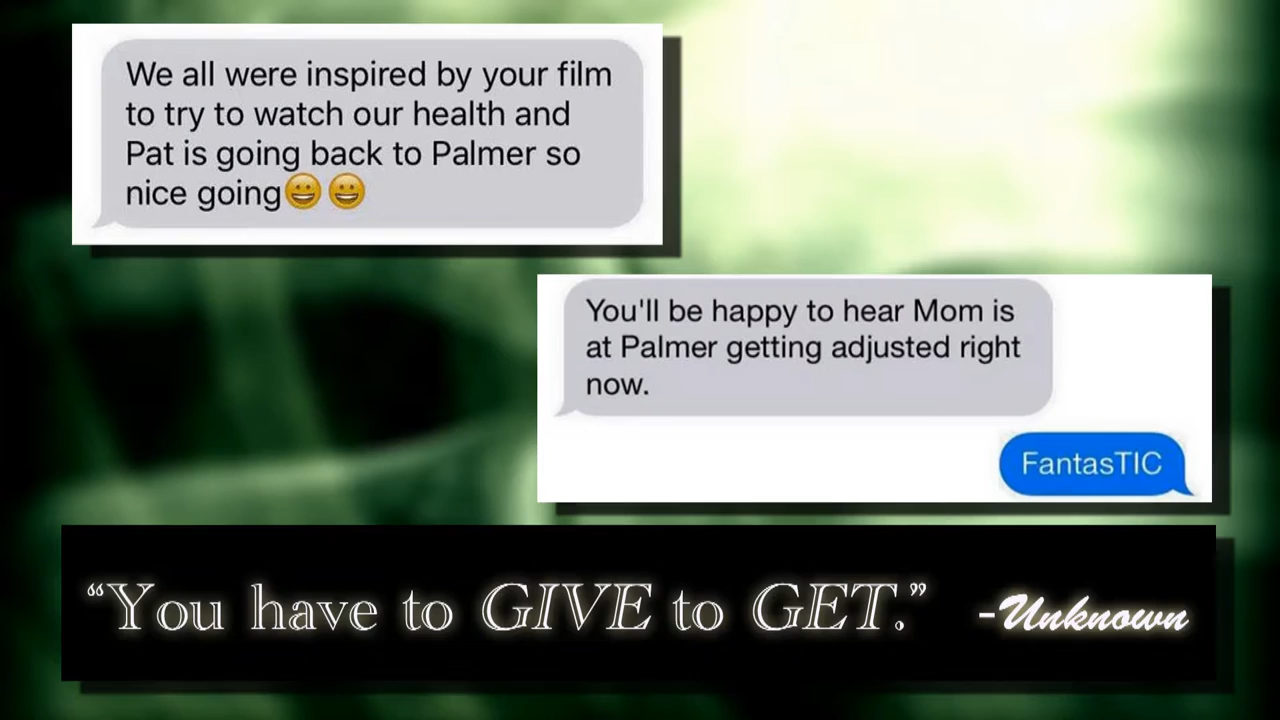 We all were inspired by your film
to try to watch our health and
Pat is going back to Palmer so
nice going😀😀
You'll be happy to hear Mom is
at Palmer getting adjusted right
now.
FantasTIC
“You have to GIVE to GET.” -Unknown